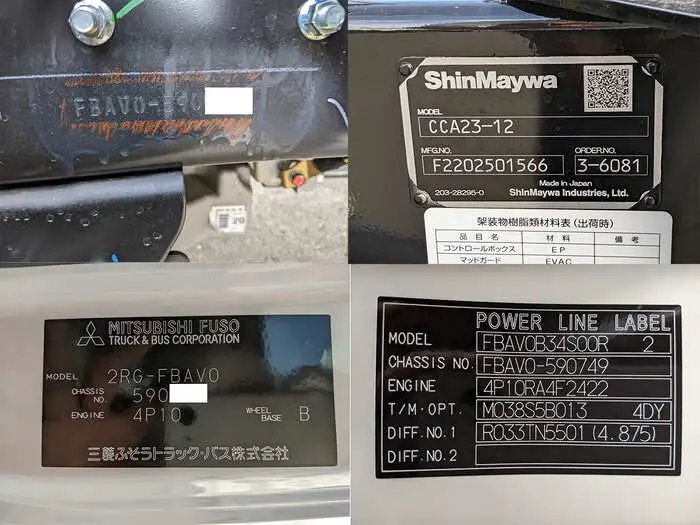 FBAV0-590
20
ShinMaywa
MODEL
CCA23-12
MFG.NO. ORDER.NO.
F2202501566 3-6081
Made in Japan
203-28295-0 ShinMaywa Industries, Ltd.
架装物樹脂類材料表(出荷時)
品目名 材料 備考
コントロールボックス EP
マッドガード EVAC
MITSUBISHI FUSO
TRUCK & BUS CORPORATION
MODEL 2RG-FBAV0
CHASSIS NO. 590
ENGINE 4P10 WHEEL BASE B
三菱ふそうトラック・バス株式会社
POWER LINE LABEL
MODEL FBAV0B34S00R 2
CHASSIS NO. FBAV0-590749
ENGINE 4P10RA4F2422
T/M・OPT. M038S5B013 4DY
DIFF.NO.1 R033TN5501(4.875)
DIFF.NO.2